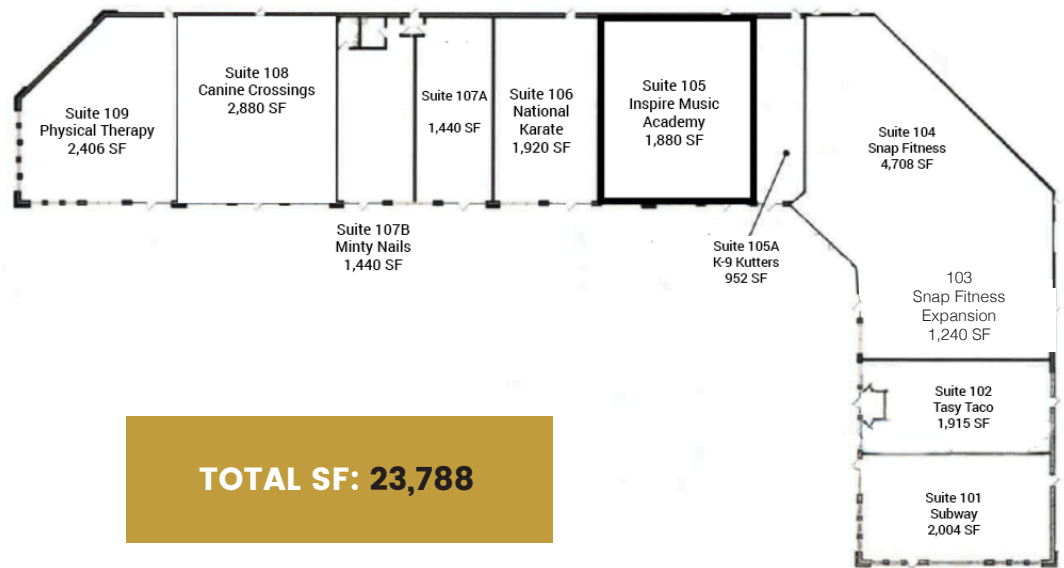 Suite 109
Physical Therapy
2,406 SF
Suite 108
Canine Crossings
2,880 SF
Suite 107B
Minty Nails
1,440 SF
Suite 107A
1,440 SF
Suite 106
National
Karate
1,920 SF
Suite 105
Inspire Music
Academy
1,880 SF
Suite 105A
K-9 Kutters
952 SF
Suite 104
Snap Fitness
4,708 SF
103
Snap Fitness
Expansion
1,240 SF
Suite 102
Tasy Taco
1,915 SF
Suite 101
Subway
2,004 SF
TOTAL SF: 23,788